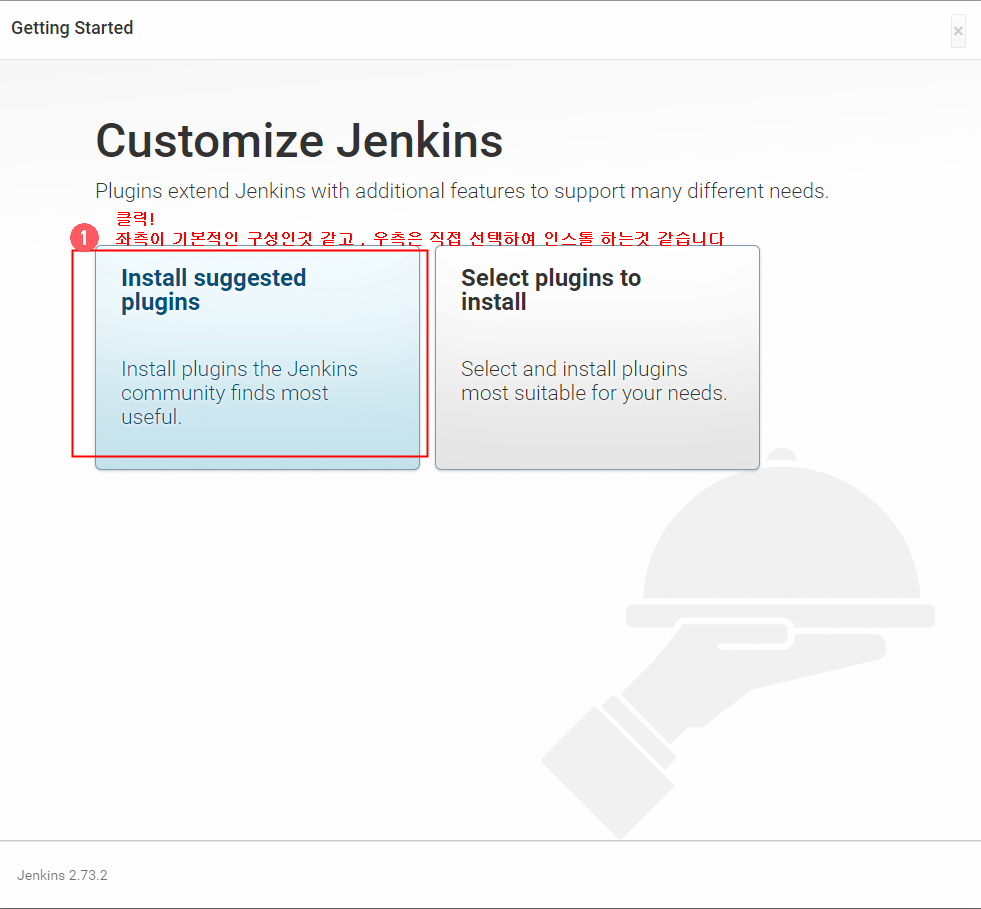 Getting Started
×
Customize Jenkins
Plugins extend Jenkins with additional features to support many different needs.
클릭!
1
좌측이 기본적인 구성인것 같고 , 우측은 직접 선택하여 인스톨 하는것 같습니다
Install suggested
plugins
Install plugins the Jenkins
community finds most
useful.
Select plugins to
install
Select and install plugins
most suitable for your needs.
Jenkins 2.73.2